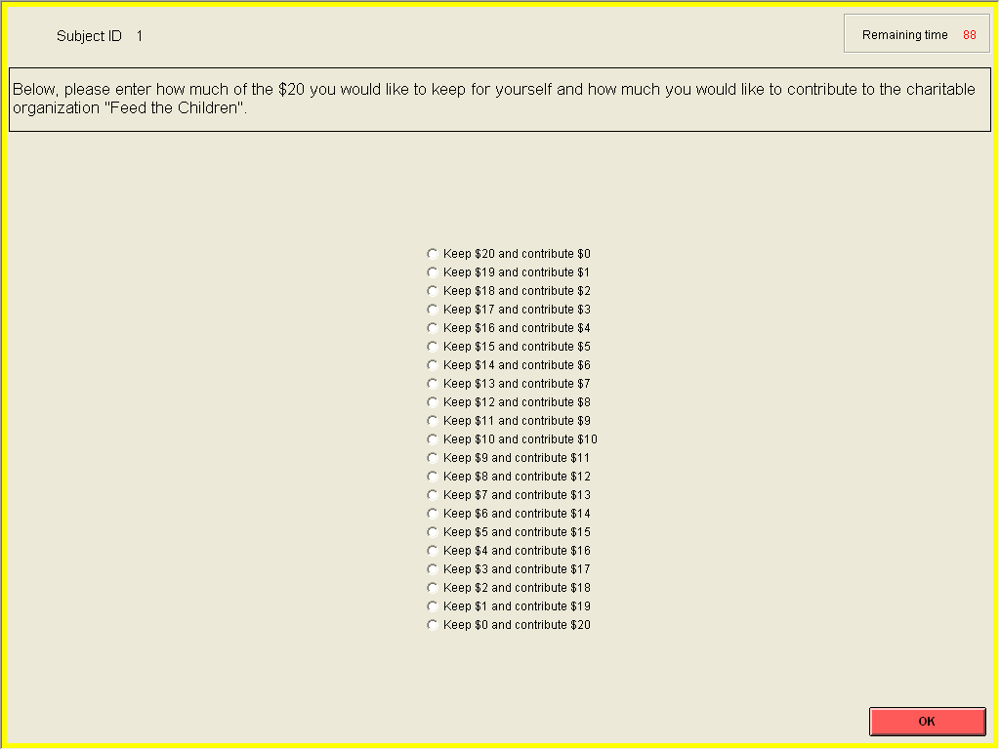 Subject ID 1
Remaining time 88
Below, please enter how much of the $20 you would like to keep for yourself and how much you would like to contribute to the charitable
organization "Feed the Children".
Keep $20 and contribute $0
Keep $19 and contribute $1
Keep $18 and contribute $2
Keep $17 and contribute $3
Keep $16 and contribute $4
Keep $15 and contribute $5
Keep $14 and contribute $6
Keep $13 and contribute $7
Keep $12 and contribute $8
Keep $11 and contribute $9
Keep $10 and contribute $10
Keep $9 and contribute $11
Keep $8 and contribute $12
Keep $7 and contribute $13
Keep $6 and contribute $14
Keep $5 and contribute $15
Keep $4 and contribute $16
Keep $3 and contribute $17
Keep $2 and contribute $18
Keep $1 and contribute $19
Keep $0 and contribute $20
OK